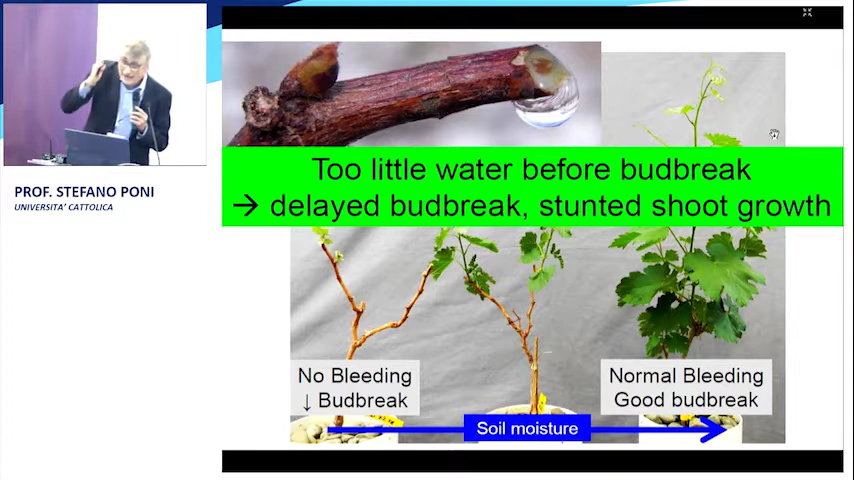 PROF. STEFANO PONI
UNIVERSITA’ CATTOLICA
Too little water before budbreak
→ delayed budbreak, stunted shoot growth
No Bleeding
↓ Budbreak
Normal Bleeding
Good budbreak
Soil moisture